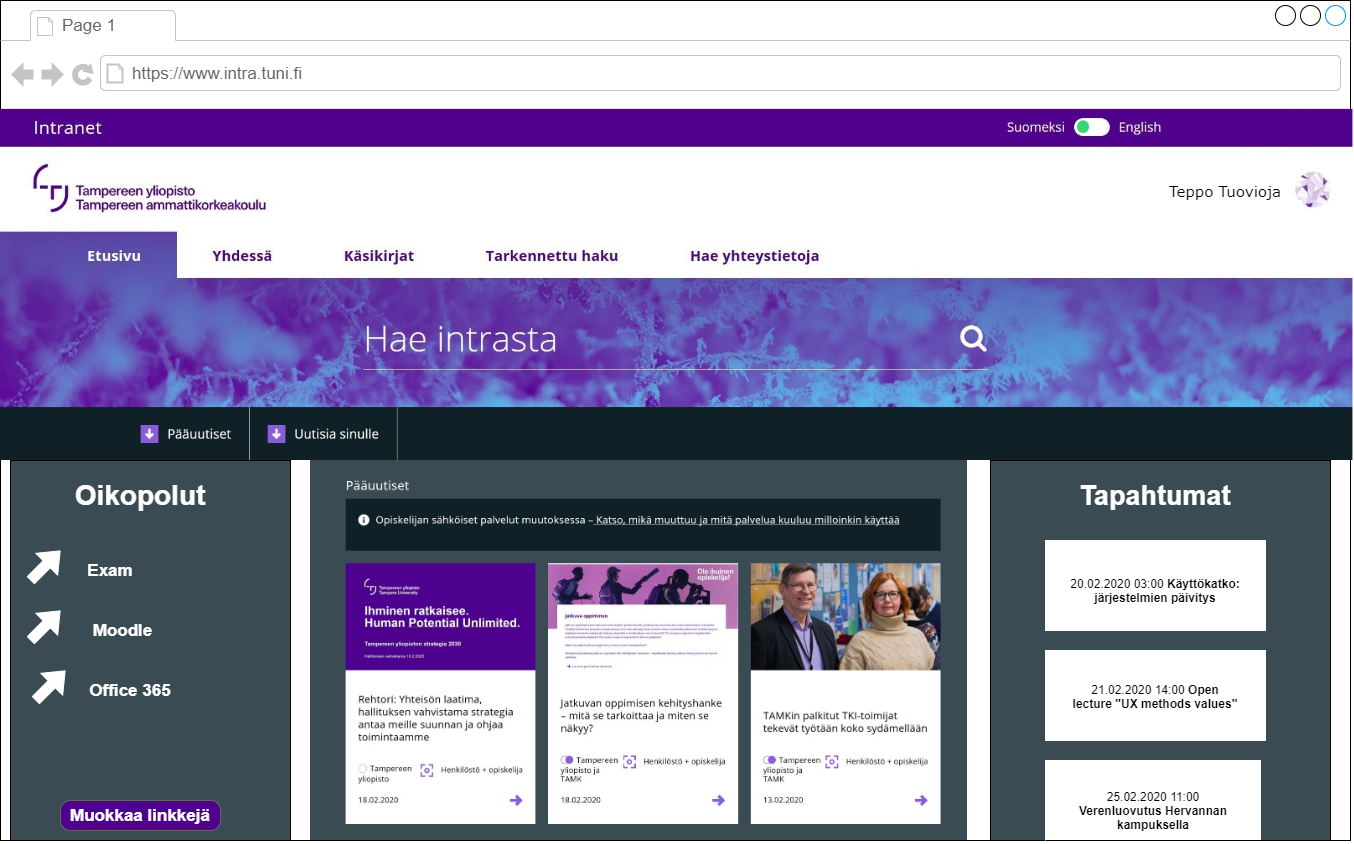 Page 1
https://www.intra.tuni.fi
Intranet
Suomeksi
English
Tampereen yliopisto
Tampereen ammattikorkeakoulu
Teppo Tuovioja
Etusivu
Yhdessä
Käsikirjat
Tarkennettu haku
Hae yhteystietoja
Hae intrasta
Pääuutiset
Uutisia sinulle
Oikopolut
Exam
Moodle
Office 365
Muokkaa linkkejä
Pääuutiset
Opiskelijan sähköiset palvelut muutoksessa – Katso, mikä muuttuu ja mitä palvelua kuuluu milloinkin käyttää
Tampereen yliopisto
Tampere University
Ihminen ratkaisee.
Human Potential Unlimited.
Tampereen yliopiston strategia 2030
Rehtori: Yhteisön laatima,
hallituksen vahvistama strategia
antaa meille suunnan ja ohjaa
toimintaamme
Tampereen
yliopisto
Henkilöstö + opiskelija
18.02.2020
Ole ikuinen
opiskelija!
Jatkuva oppiminen
Jatkuvan oppimisen kehityshanke
– mitä se tarkoittaa ja miten se
näkyy?
Tampereen
yliopisto ja
TAMK
Henkilöstö + opiskelija
18.02.2020
TAMKin palkitut TKI-toimijat
tekevät työtään koko sydämellään
Tampereen
yliopisto ja
TAMK
Henkilöstö + opiskelija
13.02.2020
Tapahtumat
20.02.2020 03:00 Käyttökatko:
järjestelmien päivitys
21.02.2020 14:00 Open
lecture "UX methods values"
25.02.2020 11:00
Verenluovutus Hervannan
kampuksella